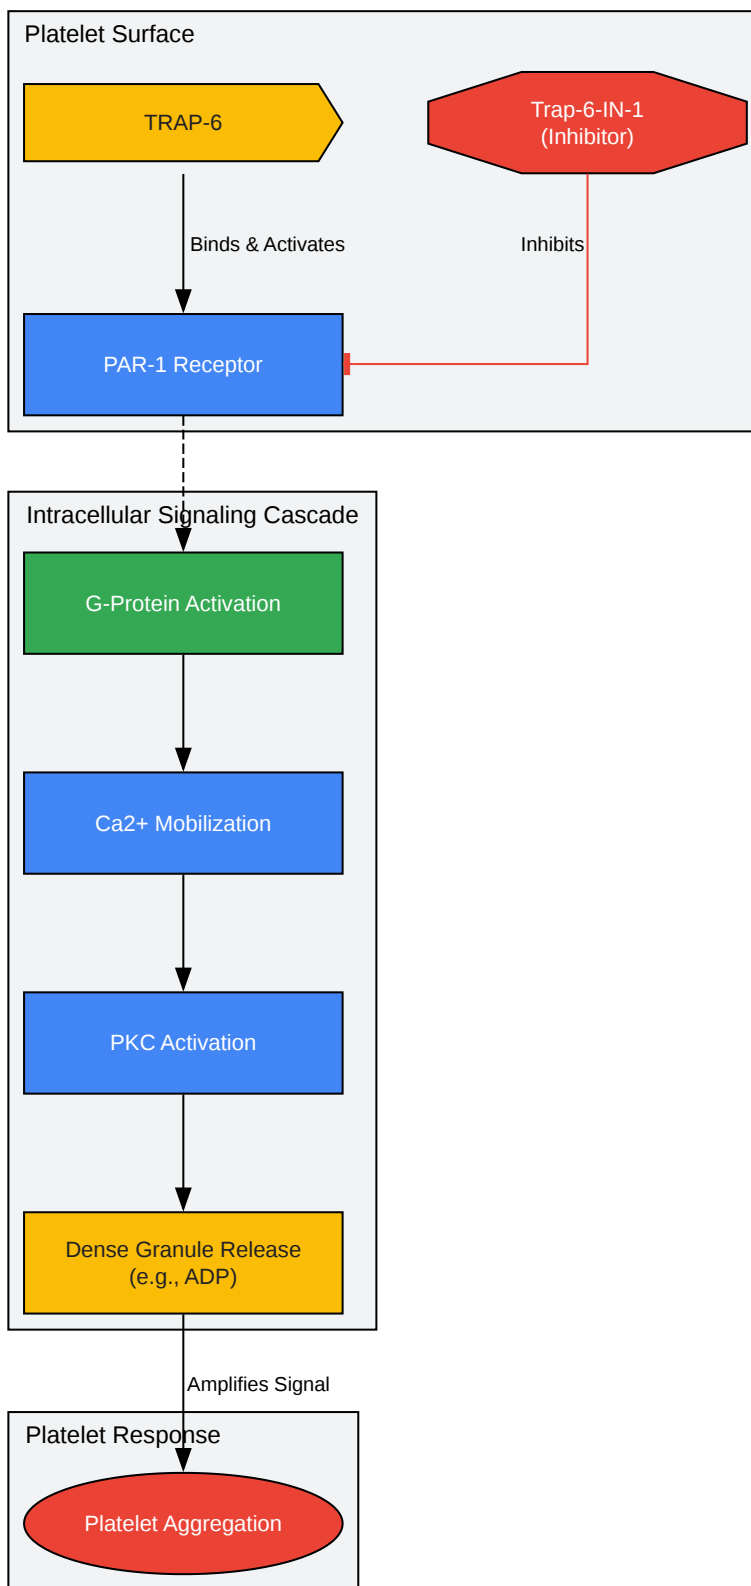 Platelet Surface
TRAP-6
Trap-6-IN-1
(Inhibitor)
Binds & Activates
Inhibits
PAR-1 Receptor
Intracellular Signaling Cascade
G-Protein Activation
Ca2+ Mobilization
PKC Activation
Dense Granule Release
(e.g., ADP)
Amplifies Signal
Platelet Response
Platelet Aggregation